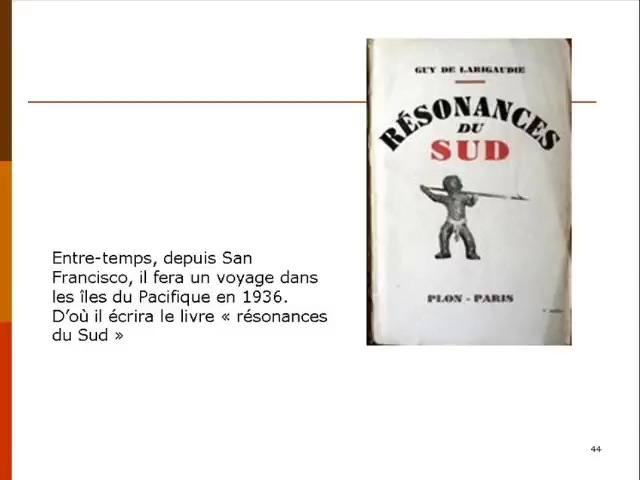 GUY DE LARIGAUDIE
RÉSONANCES
DU
SUD
PLON - PARIS
Entre-temps, depuis San
Francisco, il fera un voyage dans
les îles du Pacifique en 1936.
D'où il écrira le livre « résonances
du Sud »
44